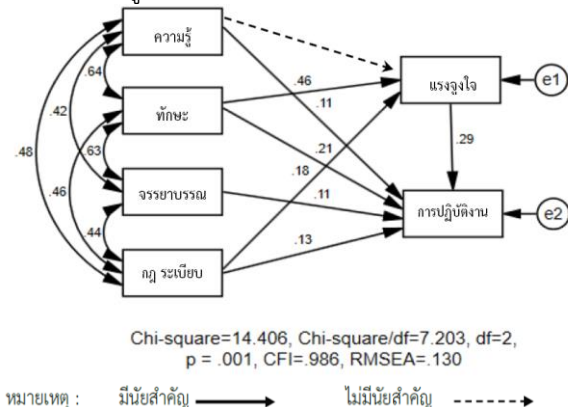 ความรู้
.64
.46
แรงจูงใจ
e1
.42
ทักษะ
.11
.48
.63
.21
.29
.18
.46
จรรยาบรรณ
.11
การปฏิบัติงาน
e2
.44
.13
กฎ ระเบียบ
Chi-square=14.406, Chi-square/df=7.203, df=2,
p = .001, CFI=.986, RMSEA=.130
หมายเหตุ : มีนัยสำคัญ ไม่มีนัยสำคัญ